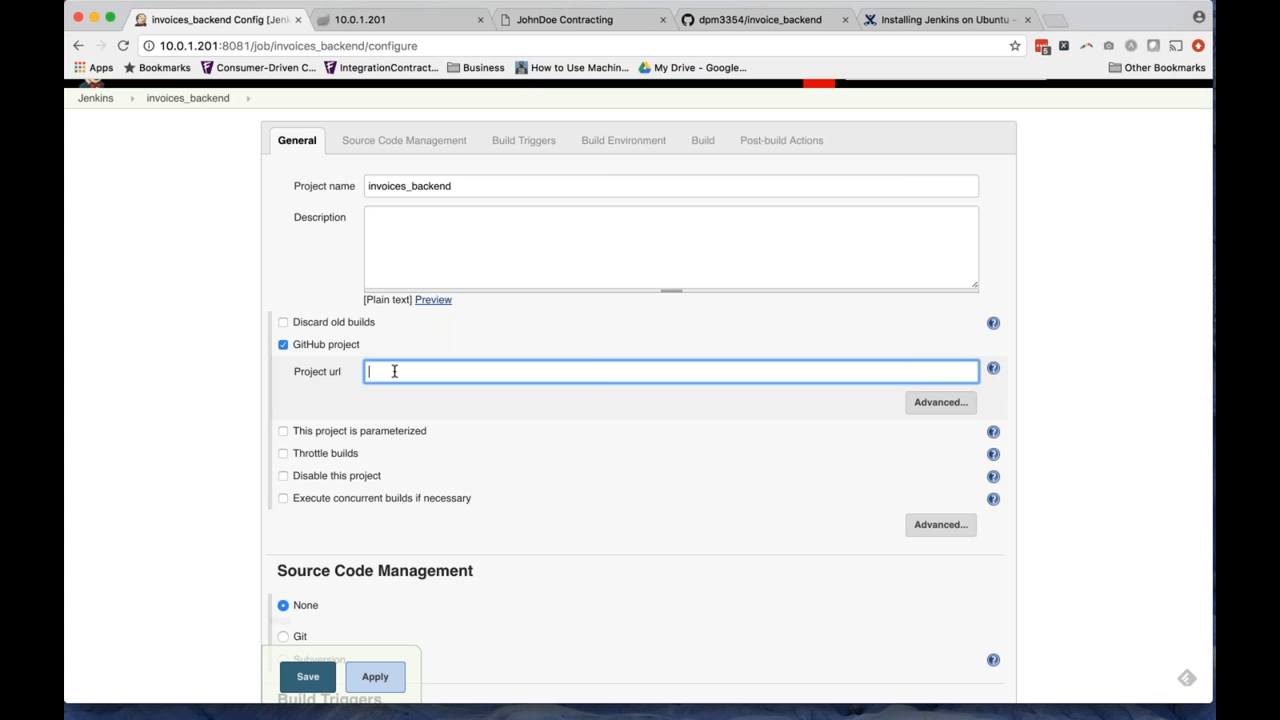 invoices_backend Config [Jenk
10.0.1.201
JohnDoe Contracting
dpm3354/invoice_backend
Installing Jenkins on Ubuntu -
10.0.1.201:8081/job/invoices_backend/configure
Apps
Bookmarks
Consumer-Driven C...
IntegrationContract...
Business
How to Use Machin...
My Drive - Google...
Other Bookmarks
Jenkins
invoices_backend
General
Source Code Management
Build Triggers
Build Environment
Build
Post-build Actions
Project name
invoices_backend
Description
[Plain text] Preview
Discard old builds
GitHub project
Project url
Advanced...
This project is parameterized
Throttle builds
Disable this project
Execute concurrent builds if necessary
Advanced...
Source Code Management
None
Git
Subversion
Save
Apply
Build Triggers